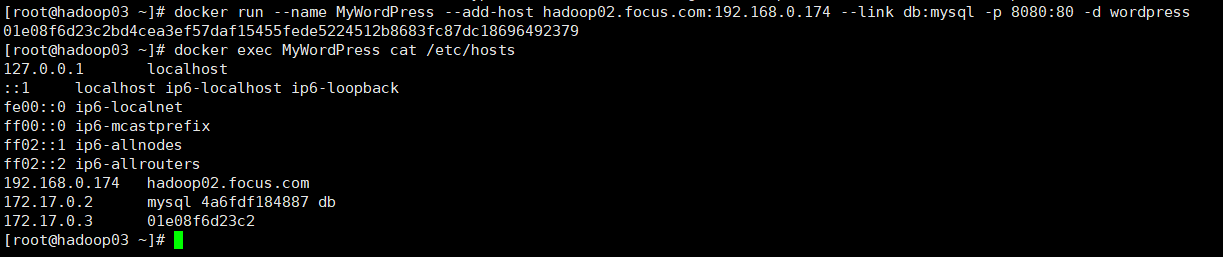 [root@hadoop03 ~]# docker run --name MyWordPress --add-host hadoop02.focus.com:192.168.0.174 --link db:mysql -p 8080:80 -d wordpress
01e08f6d23c2bd4cea3ef57daf15455fede5224512b8683fc87dc18696492379
[root@hadoop03 ~]# docker exec MyWordPress cat /etc/hosts
127.0.0.1       localhost
::1     localhost ip6-localhost ip6-loopback
fe00::0 ip6-localnet
ff00::0 ip6-mcastprefix
ff02::1 ip6-allnodes
ff02::2 ip6-allrouters
192.168.0.174   hadoop02.focus.com
172.17.0.2      mysql 4a6fdf184887 db
172.17.0.3      01e08f6d23c2
[root@hadoop03 ~]#